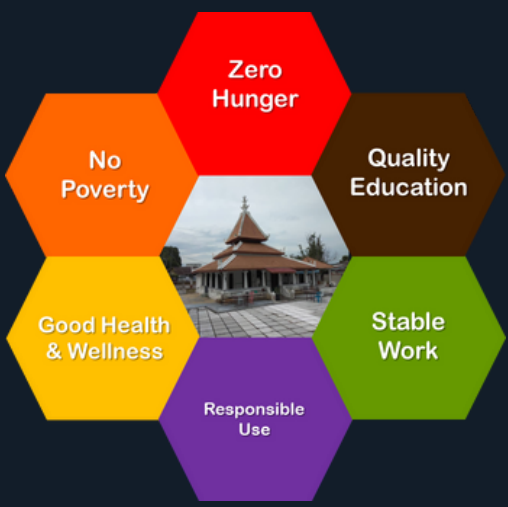 Zero
Hunger
No
Poverty
Quality
Education
Good Health
& Wellness
Stable
Work
Responsible
Use